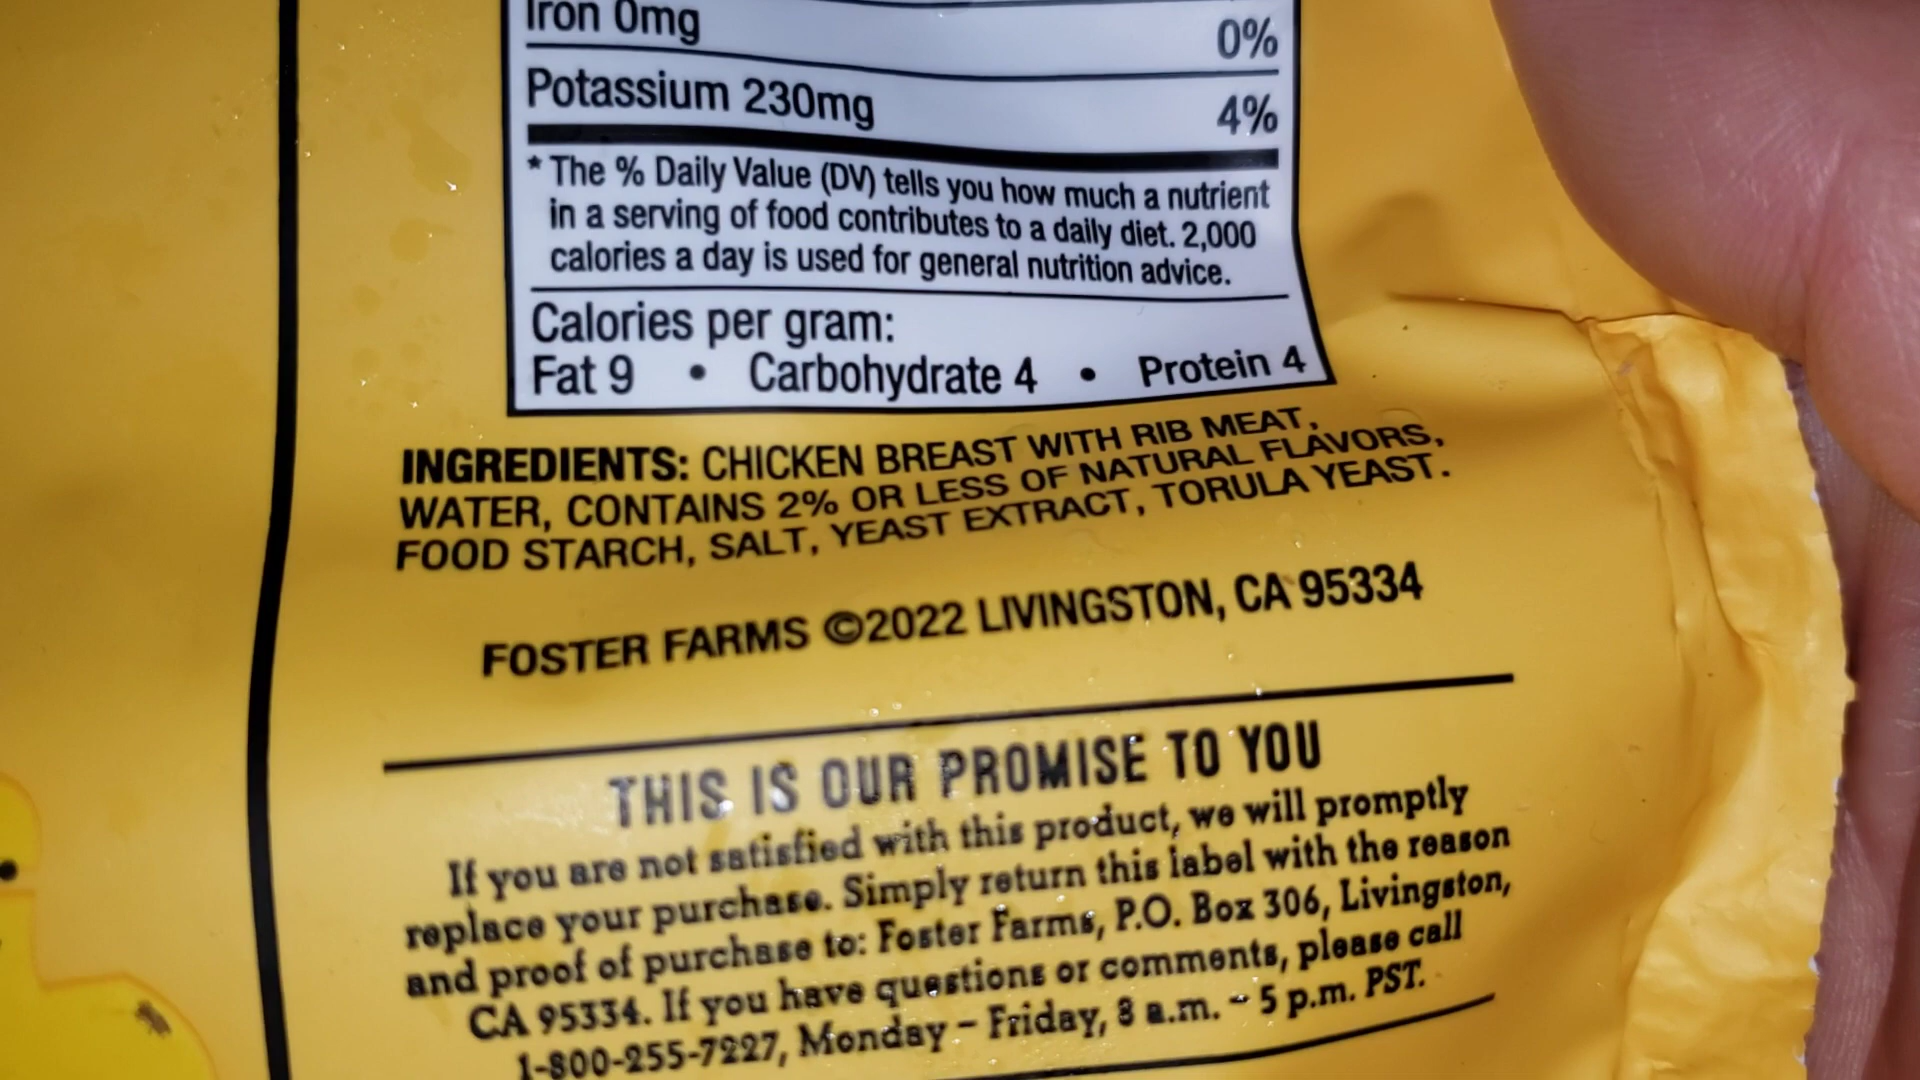 Iron 0mg 0%
Potassium 230mg 4%
* The % Daily Value (DV) tells you how much a nutrient
in a serving of food contributes to a daily diet. 2,000
calories a day is used for general nutrition advice.
Calories per gram:
Fat 9 • Carbohydrate 4 • Protein 4
INGREDIENTS: CHICKEN BREAST WITH RIB MEAT,
WATER, CONTAINS 2% OR LESS OF NATURAL FLAVORS,
FOOD STARCH, SALT, YEAST EXTRACT, TORULA YEAST.
FOSTER FARMS ©2022 LIVINGSTON, CA 95334
THIS IS OUR PROMISE TO YOU
If you are not satisfied with this product, we will promptly
replace your purchase. Simply return this label with the reason
and proof of purchase to: Foster Farms, P.O. Box 306, Livingston,
CA 95334. If you have questions or comments, please call
1-800-255-7227, Monday – Friday, 8 a.m. - 5 p.m. PST.